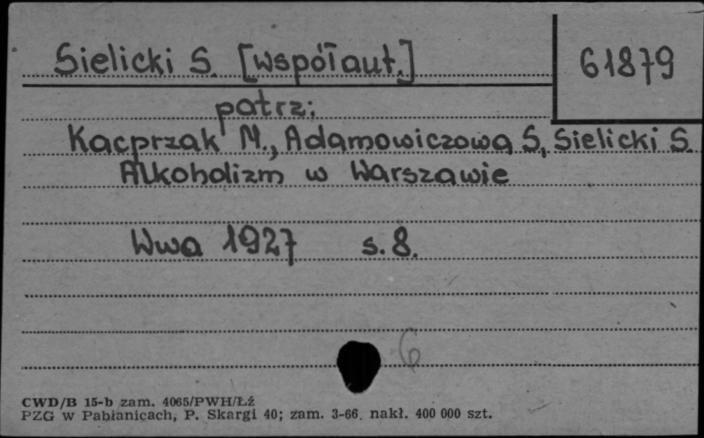 Sielicki S. [współaut.]
61879
patrz:
Kacprzak M., Adamowiczowa S, Sielicki S.
Alkoholizm w Warszawie
Wwa 1927 s. 8.
6
CWD/B 15-b zam. 4065/PWH/Łż
PZG w Pabianicach, P. Skargi 40; zam. 3-66. nakł. 400 000 szt.